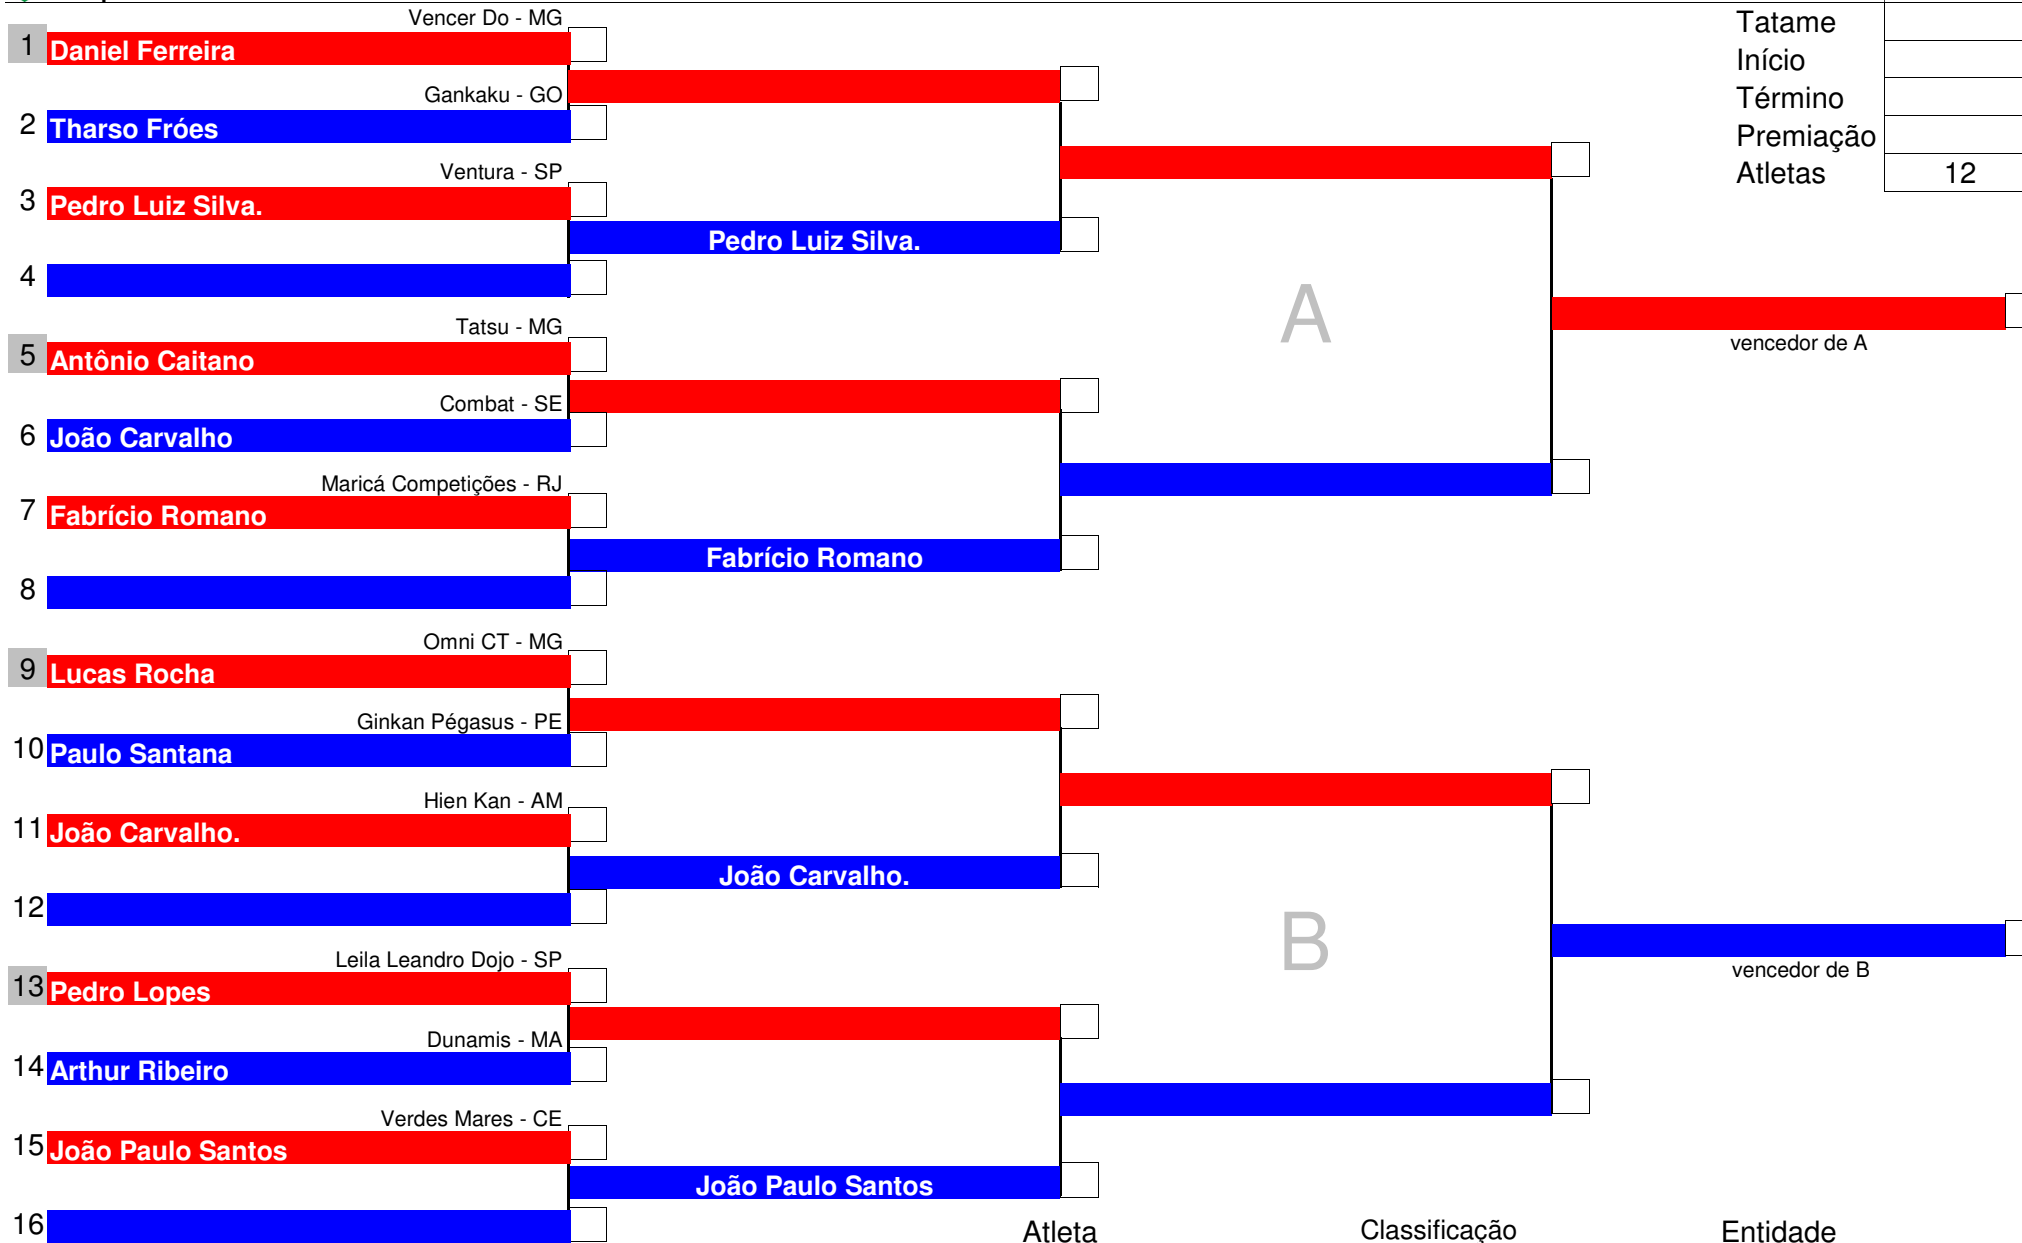 Vencer Do - MG
1 Daniel Ferreira
Gankaku - GO
2 Tharso Fróes
Ventura - SP
3 Pedro Luiz Silva.
Pedro Luiz Silva.
4
Tatsu - MG
5 Antônio Caitano
Combat - SE
6 João Carvalho
Maricá Competições - RJ
7 Fabrício Romano
Fabrício Romano
8
Omni CT - MG
9 Lucas Rocha
Ginkan Pégasus - PE
10 Paulo Santana
Hien Kan - AM
11 João Carvalho.
João Carvalho.
12
Leila Leandro Dojo - SP
13 Pedro Lopes
Dunamis - MA
14 Arthur Ribeiro
Verdes Mares - CE
15 João Paulo Santos
João Paulo Santos
16
A
B
vencedor de A
vencedor de B
Tatame
Início
Término
Premiação
Atletas 12
Atleta Classificação Entidade